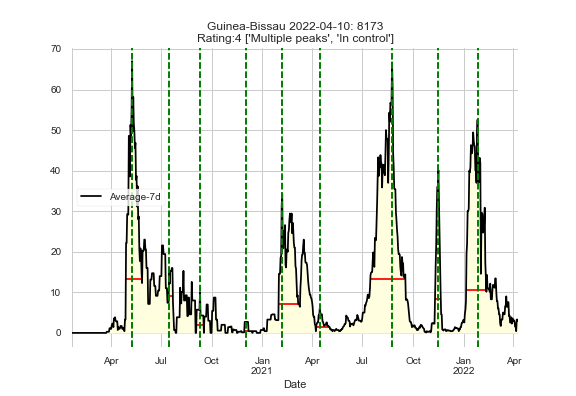 Guinea-Bissau 2022-04-10: 8173
Rating:4 ['Multiple peaks', 'In control']
70
60
50
40
30
20
10
0
Average-7d
Apr
Jul
Oct
Jan
2021
Apr
Jul
Oct
Jan
2022
Apr
Date